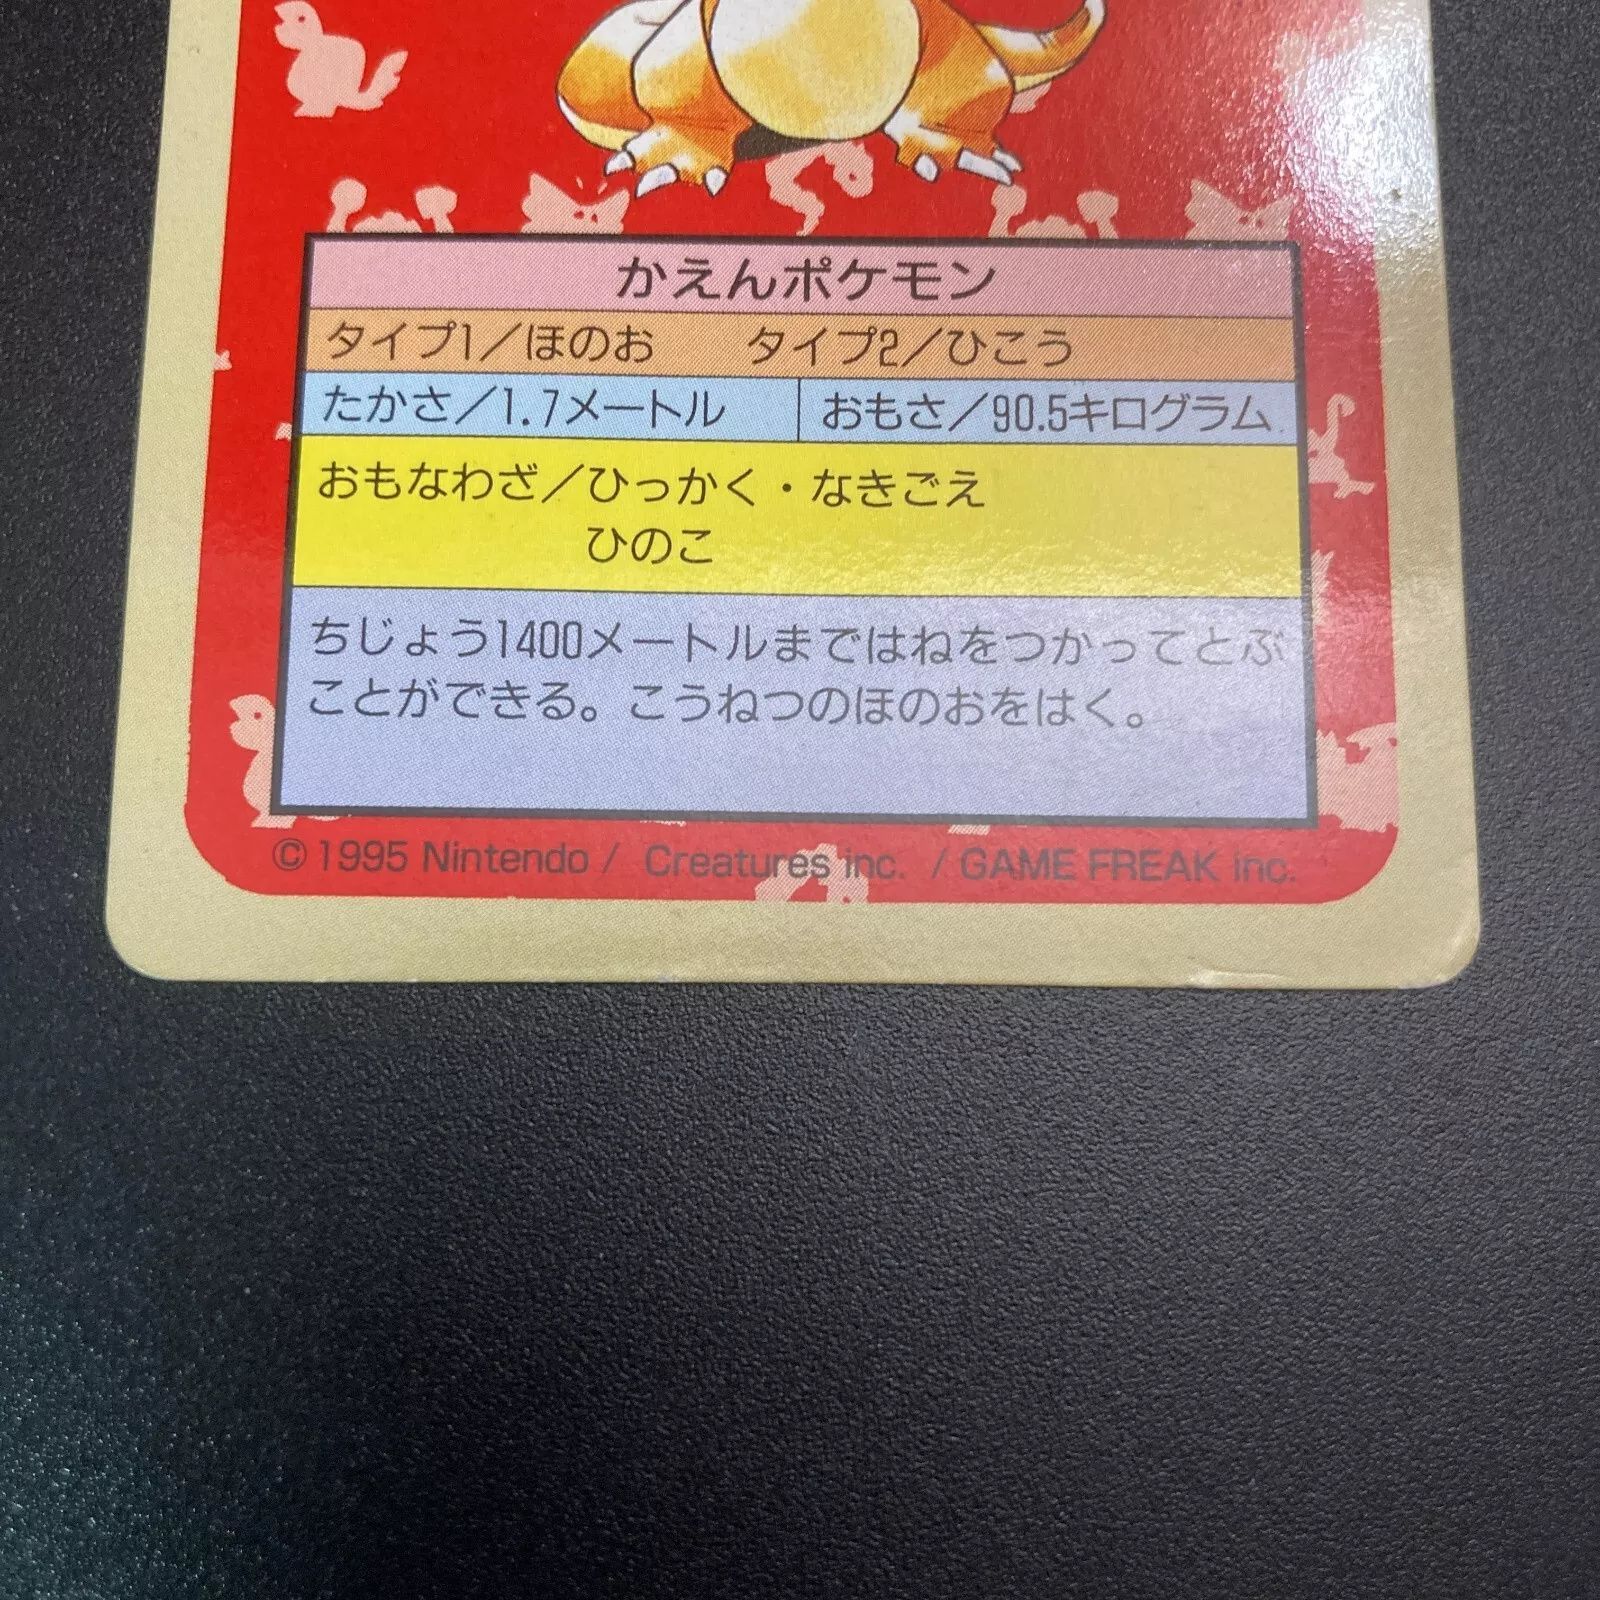 かえんポケモン
タイプ1／ほのお　タイプ2／ひこう
たかさ／1.7メートル　おもさ／90.5キログラム
おもなわざ／ひっかく・なきごえ
ひのこ
ちじょう1400メートルまではねをつかってとぶ
ことができる。こうねつのほのおをはく。
© 1995 Nintendo / Creatures inc. / GAME FREAK inc.